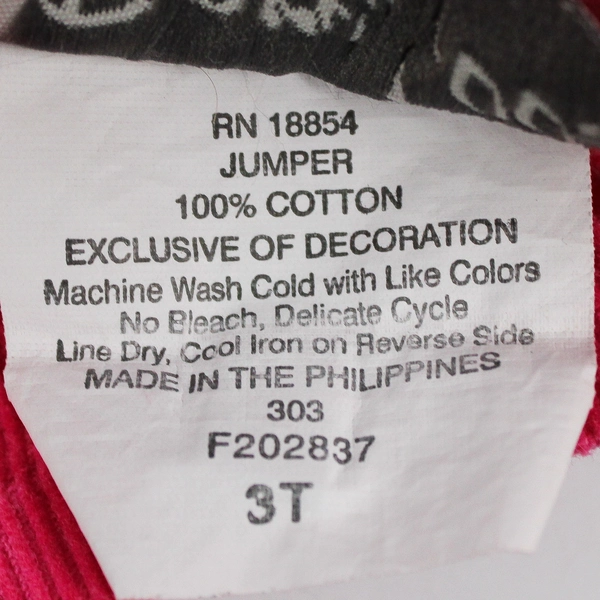 RN 18854
JUMPER
100% COTTON
EXCLUSIVE OF DECORATION
Machine Wash Cold with Like Colors
No Bleach, Delicate Cycle
Line Dry, Cool Iron on Reverse Side
MADE IN THE PHILIPPINES
303
F202837
3T